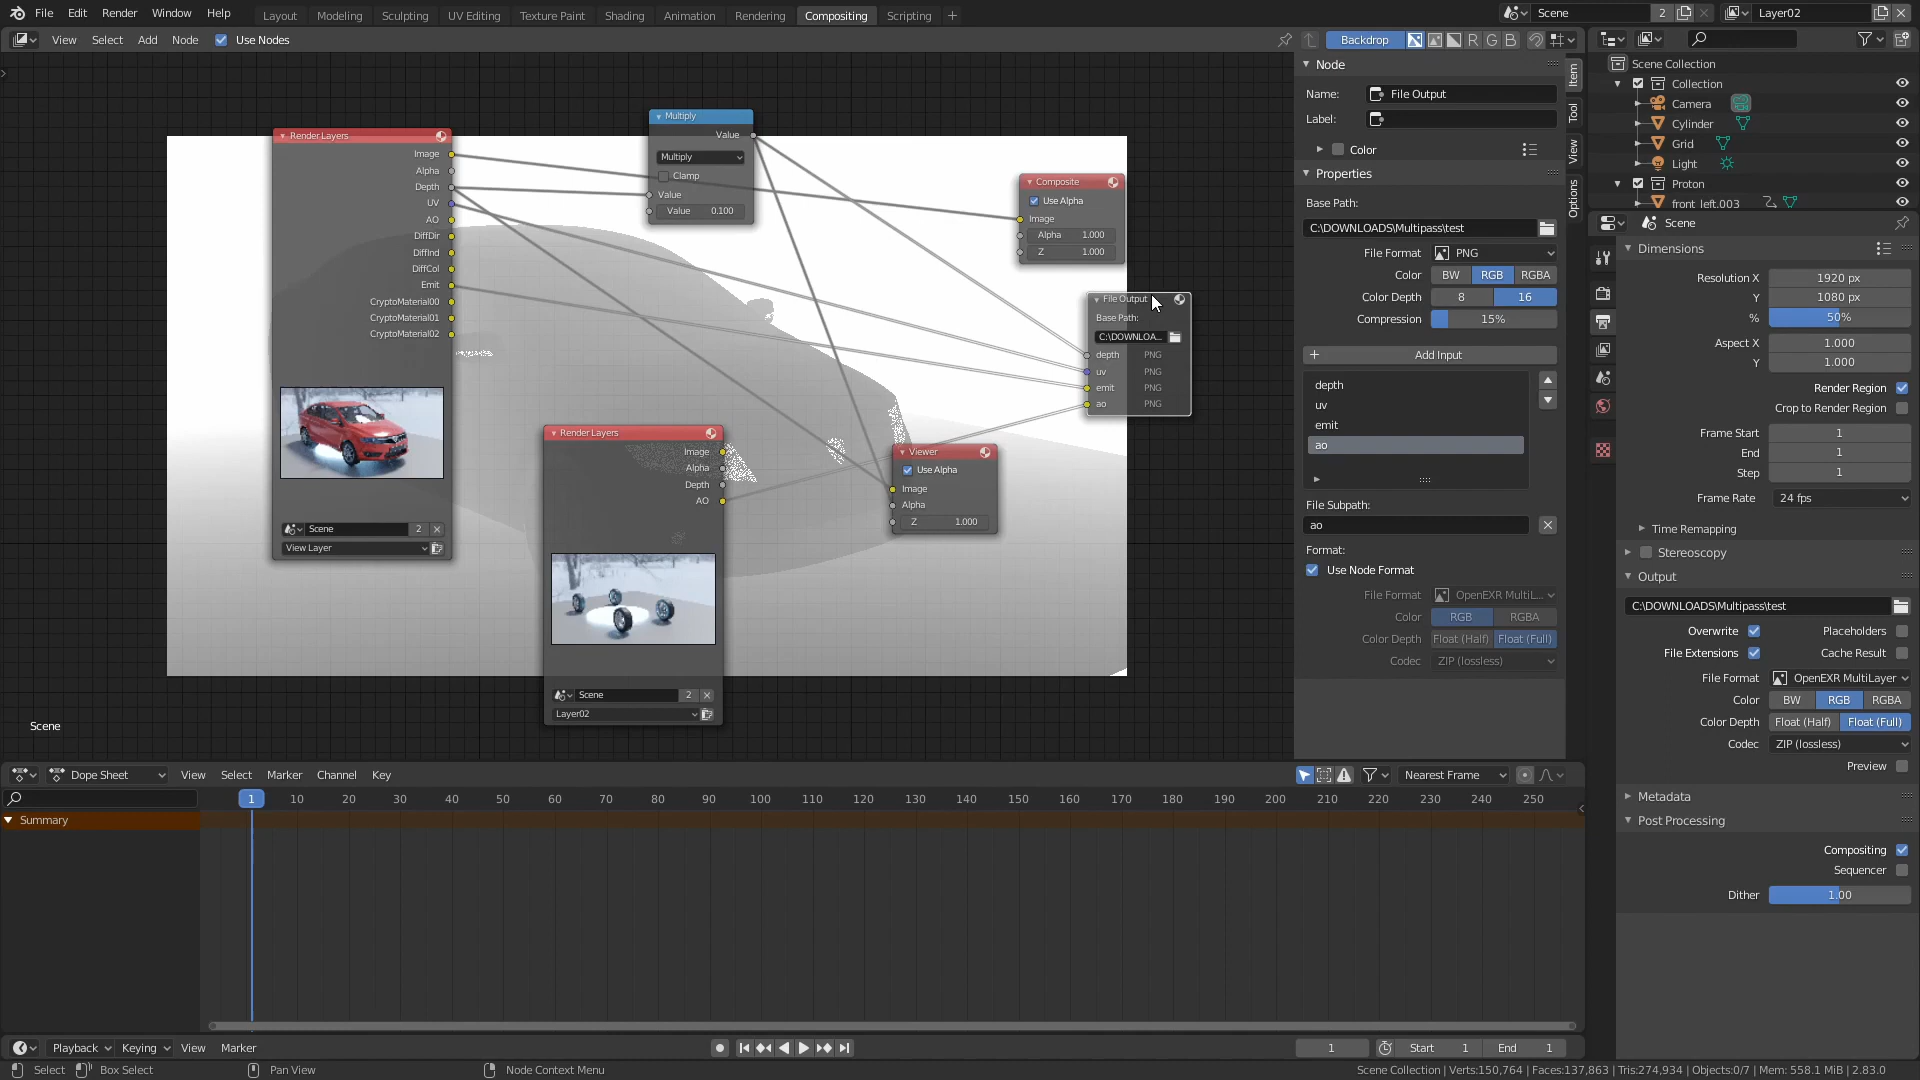 File Edit Render Window Help Layout Modeling Sculpting UV Editing Texture Paint Shading Animation Rendering Compositing Scripting + Scene 2 Layer02
View Select Add Node Use Nodes Backdrop R G B
Render Layers
Image
Alpha
Depth
UV
AO
DiffDir
DiffInd
DiffCol
Emit
CryptoMaterial00
CryptoMaterial01
CryptoMaterial02
Scene 2
View Layer
Multiply
Value
Multiply
Clamp
Value
Value 0.100
Composite
Use Alpha
Image
Alpha 1.000
Z 1.000
File Output
Base Path:
C:\DOWNLOA...
depth PNG
uv PNG
emit PNG
ao PNG
Render Layers
Image
Alpha
Depth
AO
Scene 2
Layer02
Viewer
Use Alpha
Image
Alpha
Z 1.000
Scene
Node
Name: File Output
Label:
Color
Properties
Base Path:
C:\DOWNLOADS\Multipass\test
File Format PNG
Color BW RGB RGBA
Color Depth 8 16
Compression 15%
Add Input
depth
uv
emit
ao
File Subpath:
ao
Format:
Use Node Format
File Format OpenEXR MultiL...
Color RGB RGBA
Color Depth Float (Half) Float (Full)
Codec ZIP (lossless)
Item
Tool
View
Options
Scene Collection
Collection
Camera
Cylinder
Grid
Light
Proton
front_left.003
Scene
Dimensions
Resolution X 1920 px
Y 1080 px
% 50%
Aspect X 1.000
Y 1.000
Render Region
Crop to Render Region
Frame Start 1
End 1
Step 1
Frame Rate 24 fps
Time Remapping
Stereoscopy
Output
C:\DOWNLOADS\Multipass\test
Overwrite Placeholders
File Extensions Cache Result
File Format OpenEXR MultiLayer
Color BW RGB RGBA
Color Depth Float (Half) Float (Full)
Codec ZIP (lossless)
Preview
Metadata
Post Processing
Compositing
Sequencer
Dither 1.00
Dope Sheet View Select Marker Channel Key Nearest Frame
1 10 20 30 40 50 60 70 80 90 100 110 120 130 140 150 160 170 180 190 200 210 220 230 240 250
Summary
Playback Keying View Marker 1 Start 1 End 1
Select Box Select Pan View Node Context Menu Scene Collection | Verts:150,764 | Faces:137,863 | Tris:274,934 | Objects:0/7 | Mem: 558.1 MiB | 2.83.0